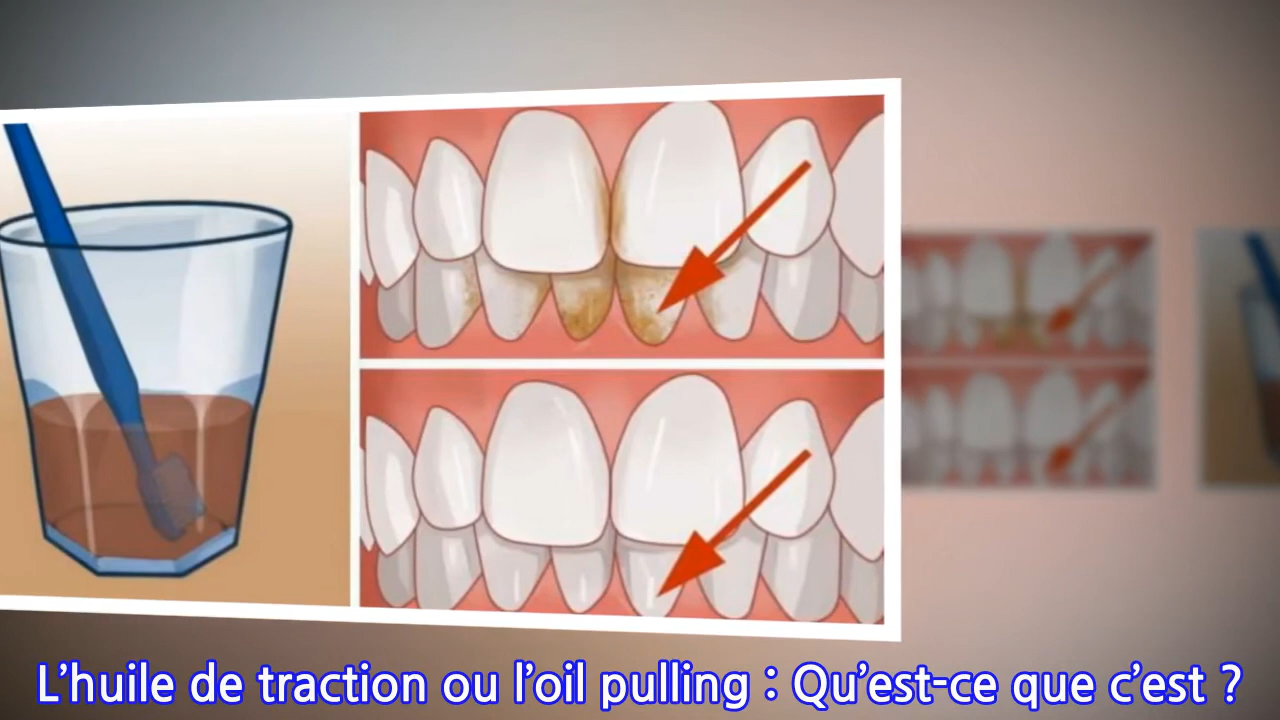 L’huile de traction ou l’oil pulling : Qu’est-ce que c’est ?